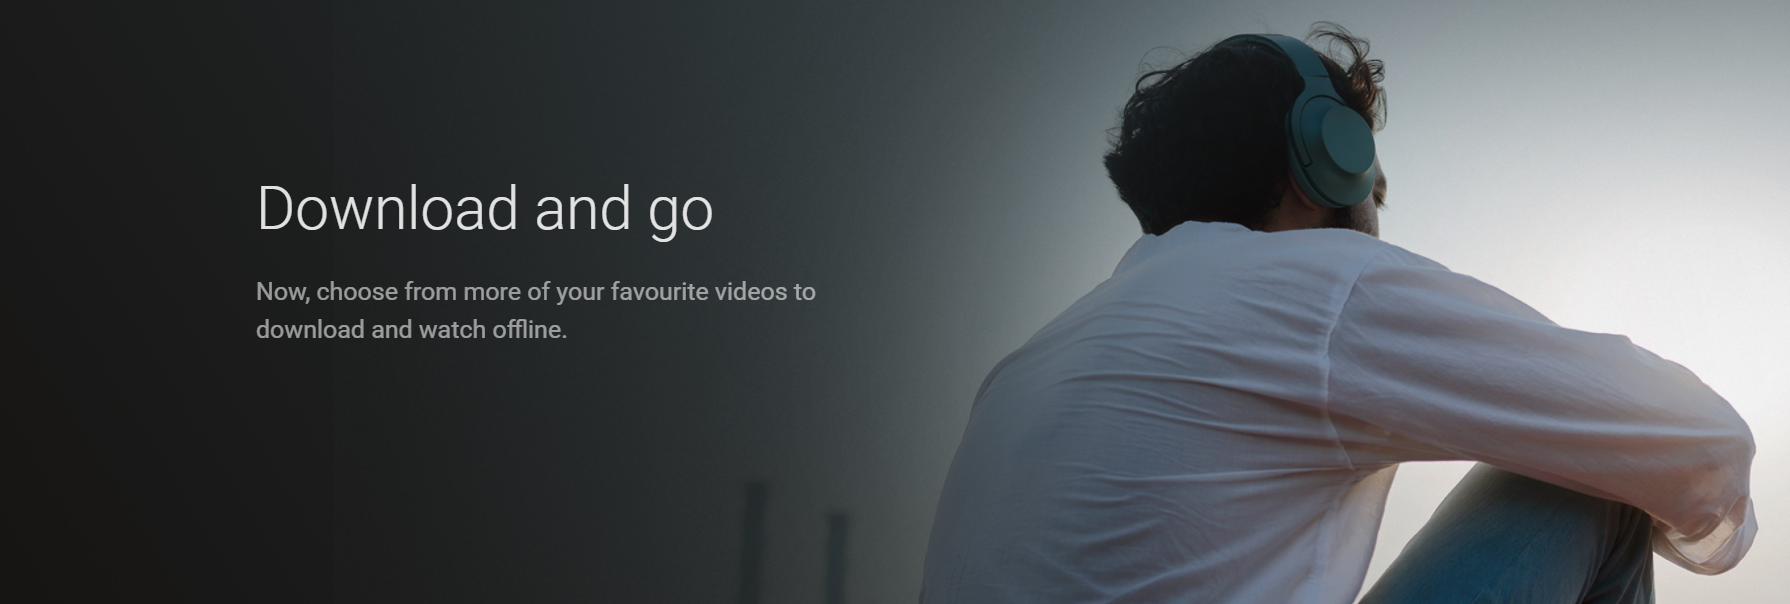 Download and go
Now, choose from more of your favourite videos to
download and watch offline.